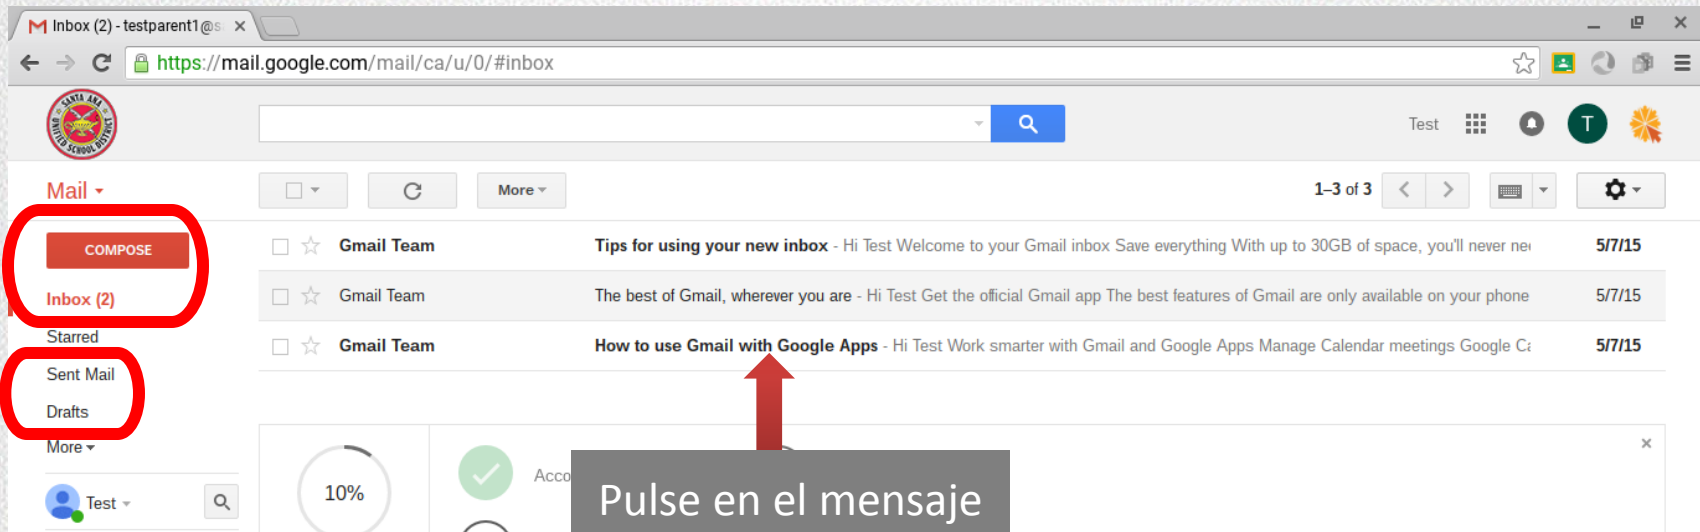 Inbox (2) - testparent1@s
https://mail.google.com/mail/ca/u/0/#inbox
SANTA ANA UNIFIED SCHOOL DISTRICT
Test
T
Mail
More
1–3 of 3
COMPOSE
Gmail Team Tips for using your new inbox - Hi Test Welcome to your Gmail inbox Save everything With up to 30GB of space, you'll never 5/7/15
Inbox (2)
Gmail Team The best of Gmail, wherever you are - Hi Test Get the official Gmail app The best features of Gmail are only available on your phone 5/7/15
Starred
Gmail Team How to use Gmail with Google Apps - Hi Test Work smarter with Gmail and Google Apps Manage Calendar meetings Google 5/7/15
Sent Mail
Drafts
More
10%
Acco
Test
Pulse en el mensaje